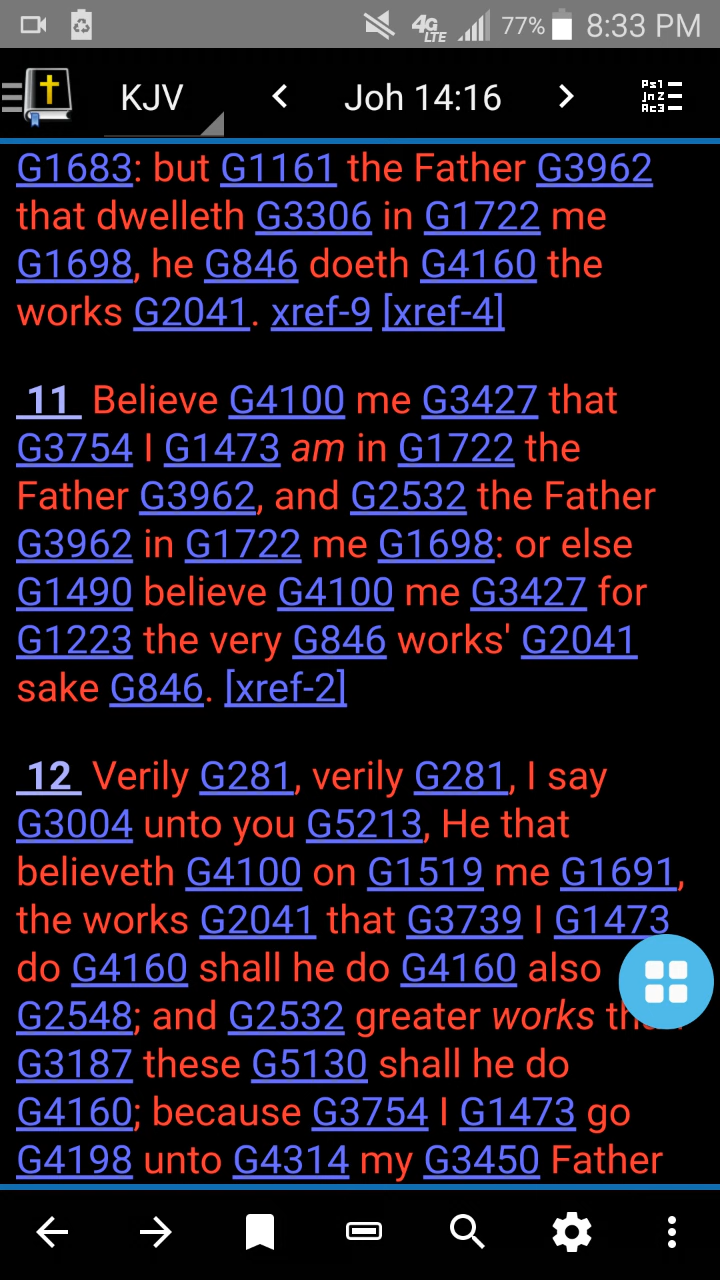 4G LTE 77% 8:33 PM
KJV < Joh 14:16 > Ps1 Jn2 Ac3
G1683: but G1161 the Father G3962
that dwelleth G3306 in G1722 me
G1698, he G846 doeth G4160 the
works G2041. xref-9 [xref-4]
11 Believe G4100 me G3427 that
G3754 I G1473 am in G1722 the
Father G3962, and G2532 the Father
G3962 in G1722 me G1698: or else
G1490 believe G4100 me G3427 for
G1223 the very G846 works' G2041
sake G846. [xref-2]
12 Verily G281, verily G281, I say
G3004 unto you G5213, He that
believeth G4100 on G1519 me G1691,
the works G2041 that G3739 I G1473
do G4160 shall he do G4160 also
G2548; and G2532 greater works
G3187 these G5130 shall he do
G4160; because G3754 I G1473 go
G4198 unto G4314 my G3450 Father